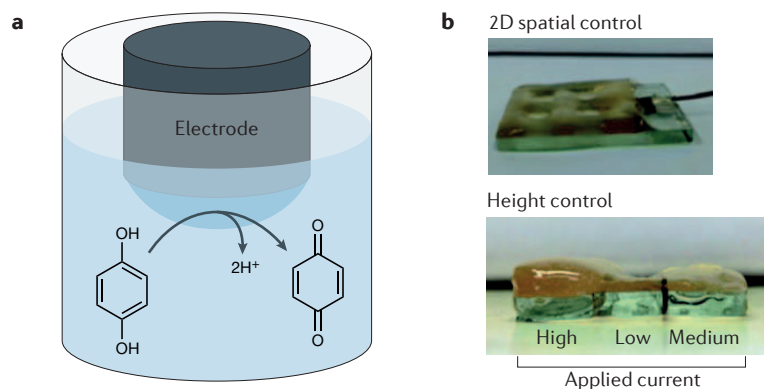 a
Electrode
OH
OH
2H⁺
O
O
b
2D spatial control
Height control
High
Low
Medium
Applied current